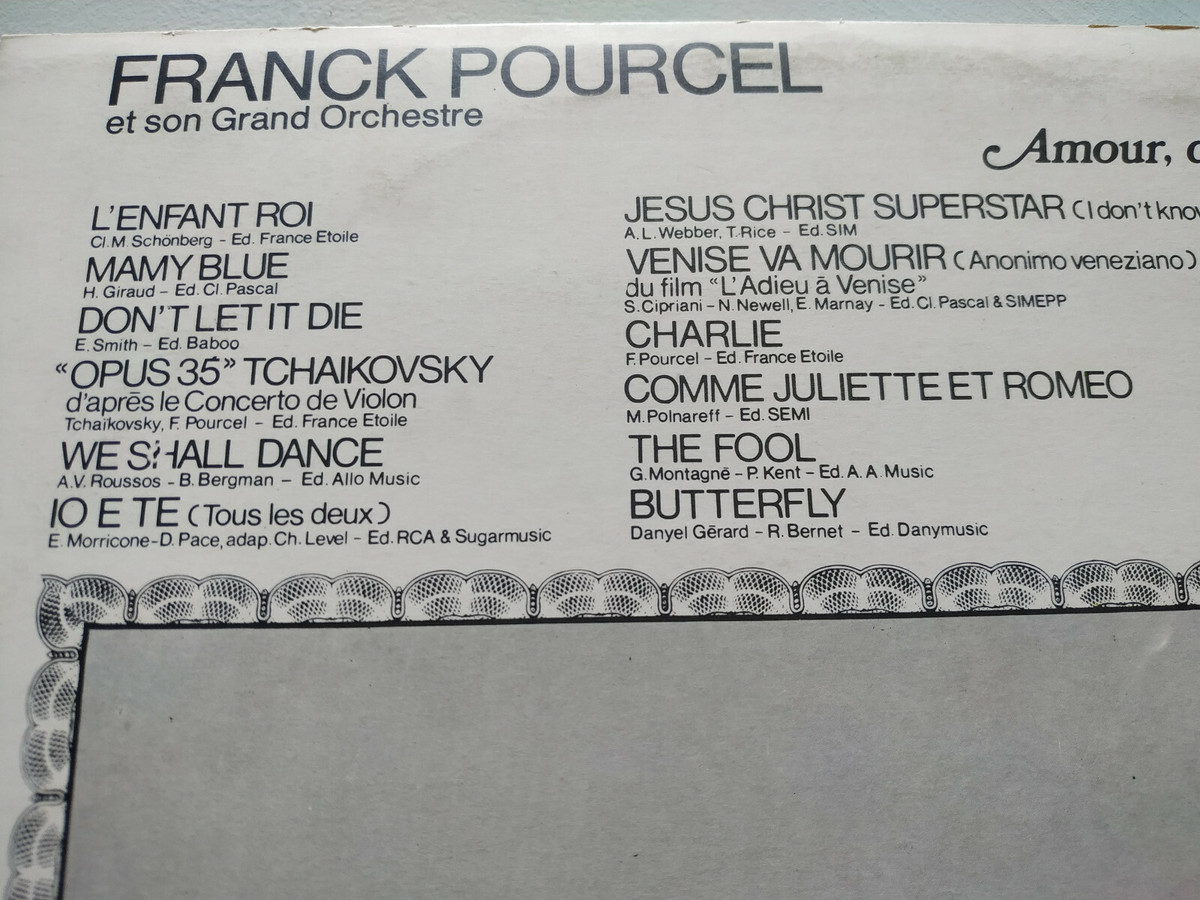 FRANCK POURCEL
et son Grand Orchestre
Amour,
L'ENFANT ROI
Cl. M. Schönberg - Ed. France Etoile
MAMY BLUE
H. Giraud - Ed. Cl. Pascal
DON'T LET IT DIE
E. Smith - Ed. Baboo
"OPUS 35" TCHAIKOVSKY
d'après le Concerto de Violon
Tchaïkovsky, F. Pourcel - Ed. France Etoile
WE SHALL DANCE
A.V. Roussos - B. Bergman - Ed. Allo Music
IO E TE (Tous les deux)
E. Morricone - D. Pace, adap. Ch. Level - Ed. RCA & Sugarmusic
JESUS CHRIST SUPERSTAR (I don't
A.L. Webber, T. Rice - Ed. SIM
VENISE VA MOURIR (Anonimo veneziano)
du film "L'Adieu à Venise"
S. Cipriani - N. Newell, E. Marnay - Ed. Cl. Pascal & SIMEPP
CHARLIE
F. Pourcel - Ed. France Etoile
COMME JULIETTE ET ROMEO
M. Polnareff - Ed. SEMI
THE FOOL
G. Montagné - P. Kent - Ed. A.A. Music
BUTTERFLY
Danyel Gérard - R. Bernet - Ed. Danymusic